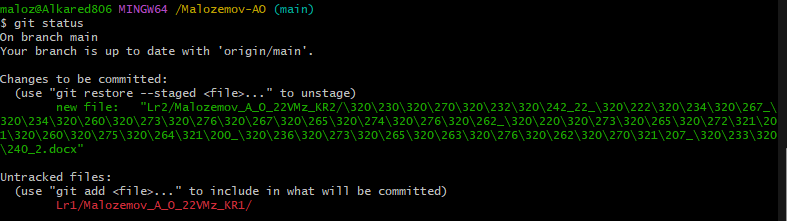 maloz@Alkared806 MINGW64 /Malozemov-AO (main)
$ git status
On branch main
Your branch is up to date with 'origin/main'.

Changes to be committed:
  (use "git restore --staged <file>..." to unstage)
        new file:   "Lr2/Malozemov_A_O_22VMz_KR2/\320\230\320\270\320\232\320\242_22_\320\222\320\234\320\267_\
320\234\320\260\320\273\320\276\320\267\320\265\320\274\320\276\320\262_\320\220\320\273\320\265\320\272\321\20
1\320\260\320\275\320\264\321\200_\320\236\320\273\320\265\320\263\320\276\320\262\320\270\321\207_\320\233\320
\240_2.docx"

Untracked files:
  (use "git add <file>..." to include in what will be committed)
        Lr1/Malozemov_A_O_22VMz_KR1/